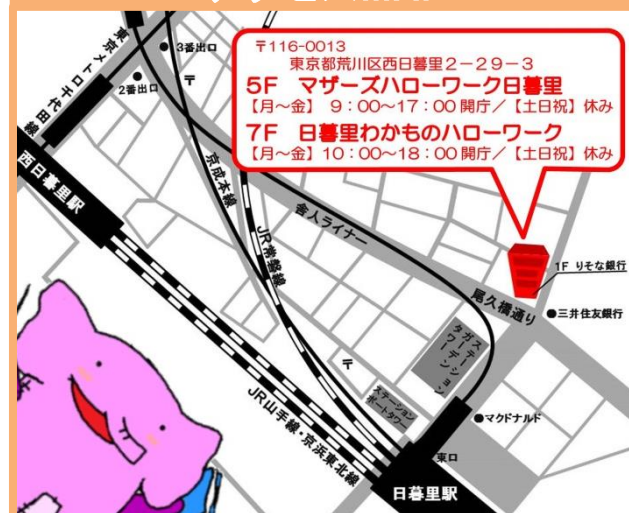 〒116-0013
東京都荒川区西日暮里2-29-3
5F マザーズハローワーク日暮里
【月～金】 9:00～17:00開庁／【土日祝】休み
7F 日暮里わかものハローワーク
【月～金】10:00～18:00開庁／【土日祝】休み
3番出口
〒
2番出口
東京メトロ千代田線
西日暮里駅
京成本線
JR常磐線
舎人ライナー
1F りそな銀行
尾久橋通り
三井住友銀行
ステーション
ガーデン
タワー
〒
ステーション
ポートタワー
マクドナルド
JR山手線・京浜東北線
東口
日暮里駅